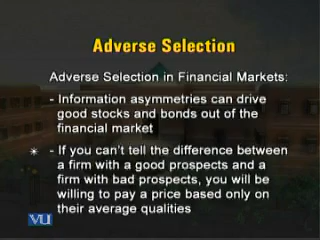 Adverse Selection
Adverse Selection in Financial Markets:
- Information asymmetries can drive
good stocks and bonds out of the
financial market
- If you can't tell the difference between
a firm with a good prospects and a
firm with bad prospects, you will be
willing to pay a price based only on
their average qualities
VU